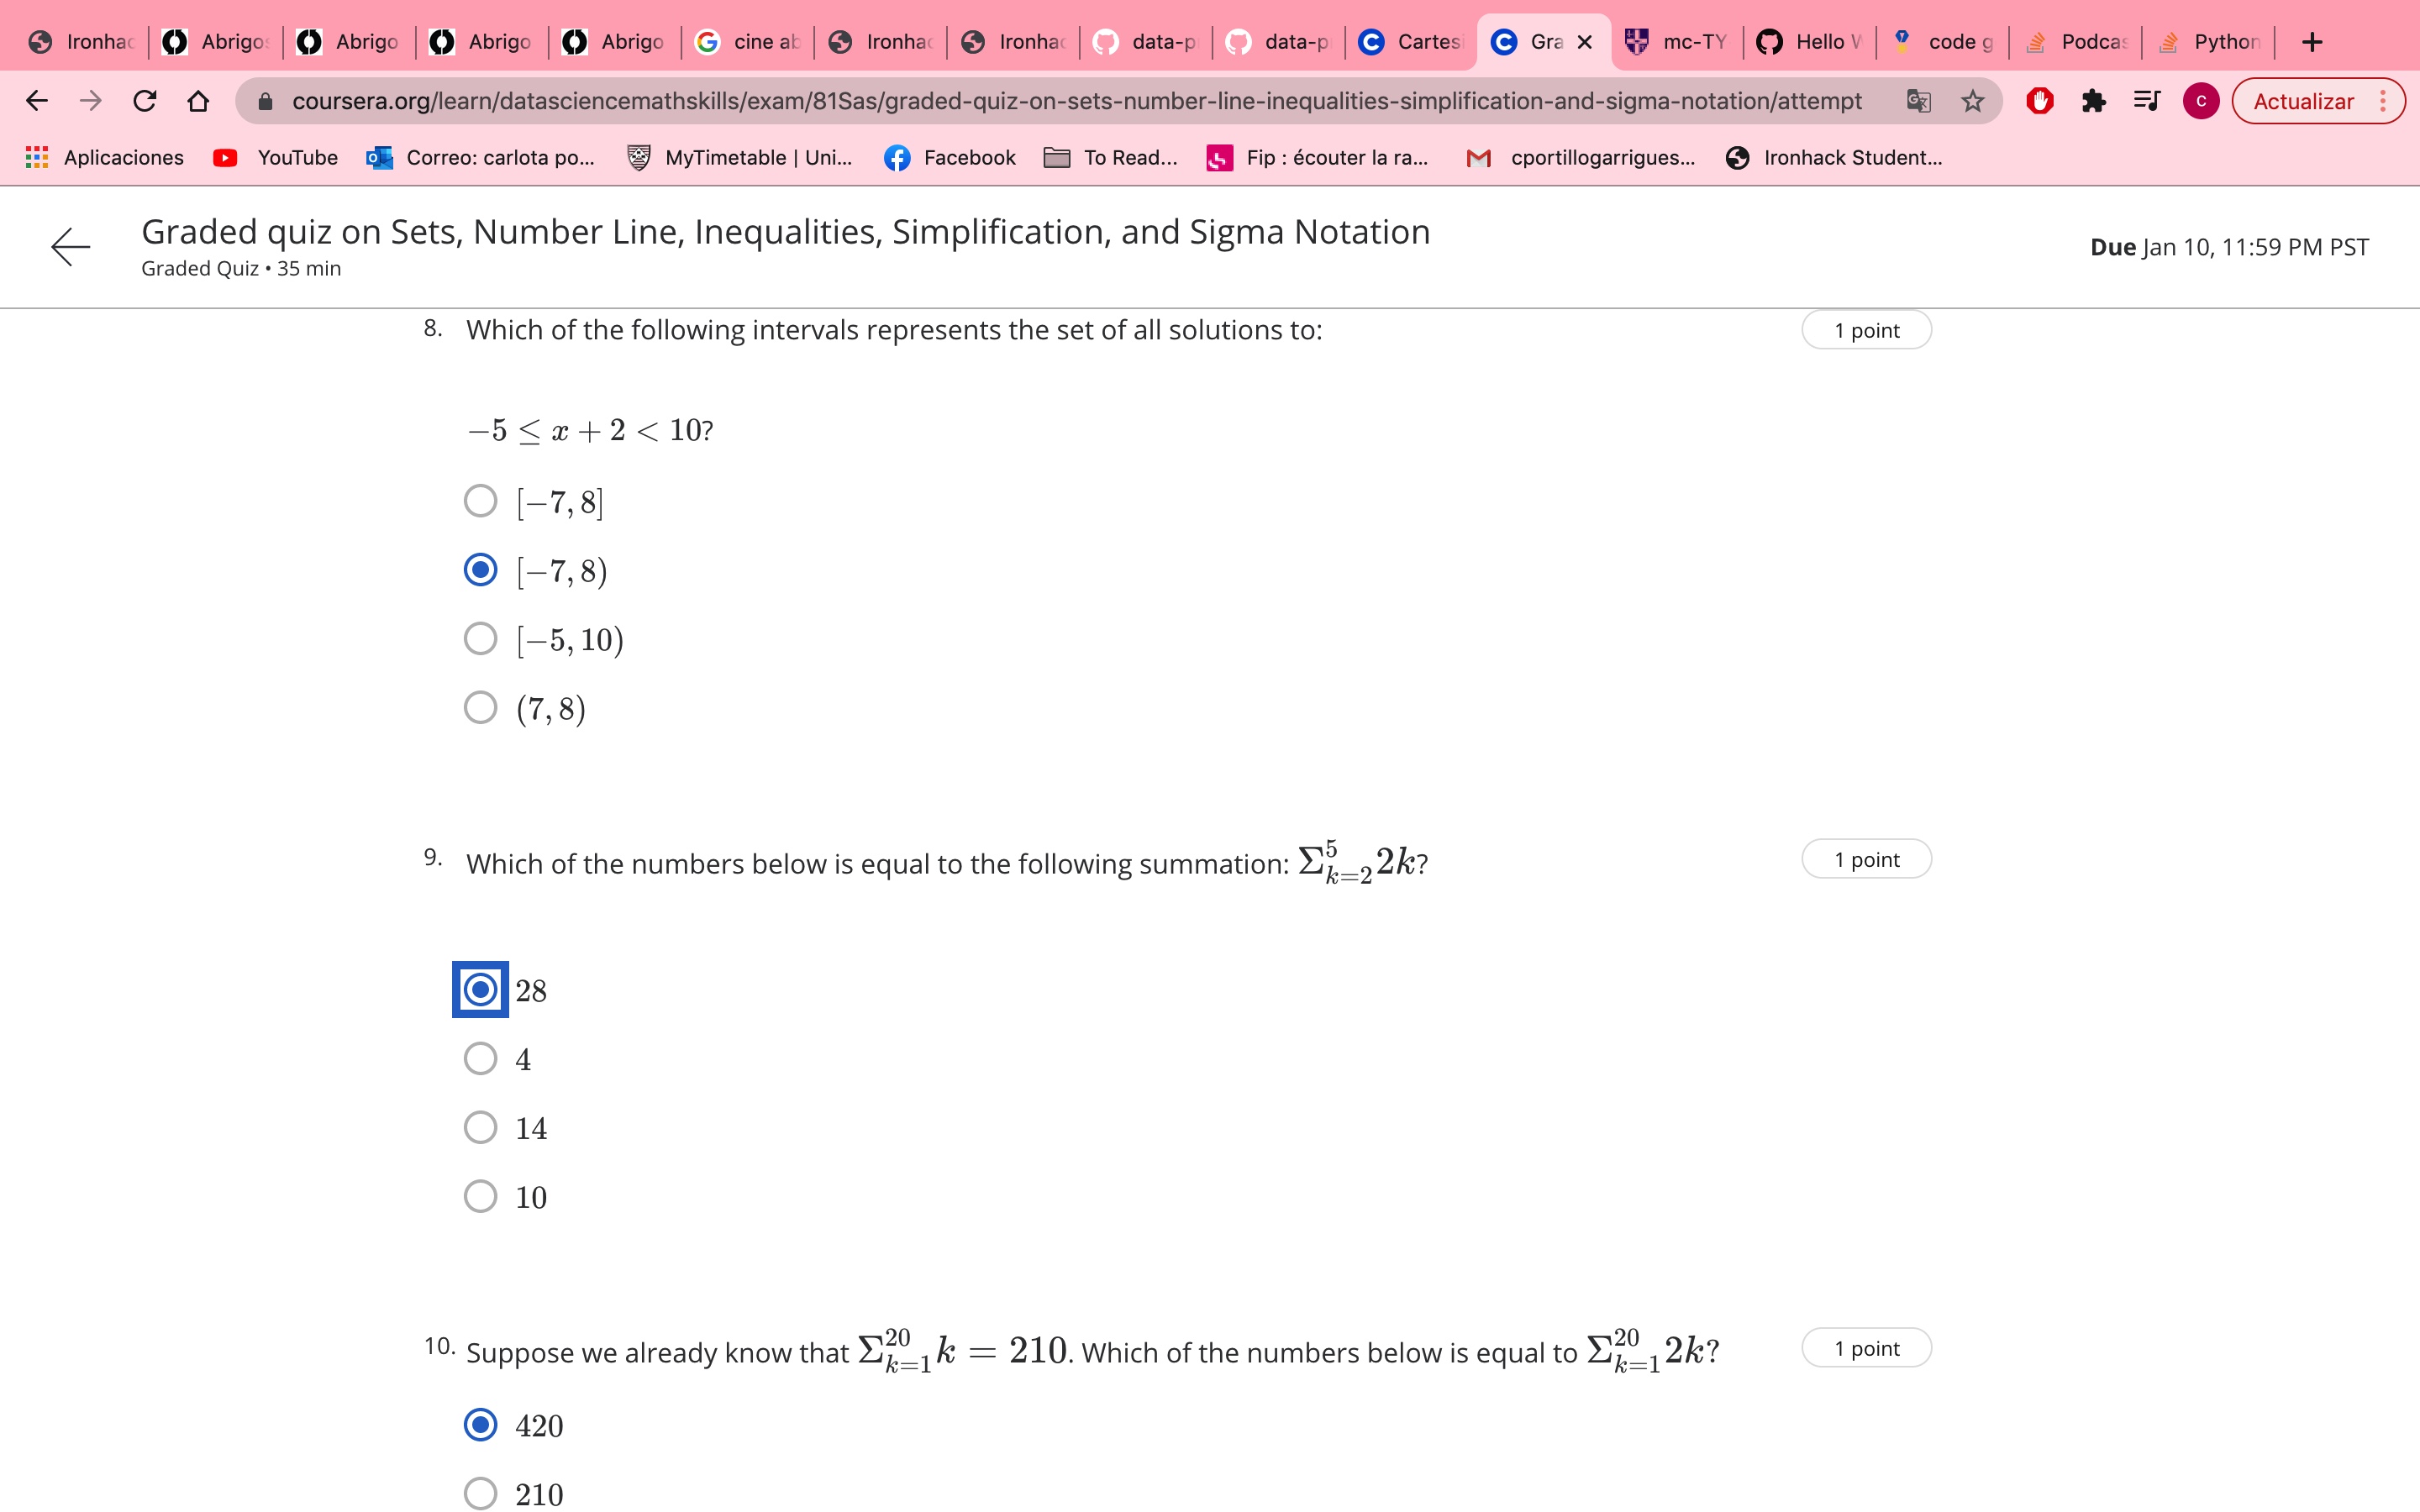 Ironhac Abrigos Abrigo Abrigo Abrigo cine ab Ironhac Ironhac data-p data-p Cartesi Gra mc-TY Hello W code g Podcas Python
coursera.org/learn/datasciencemathskills/exam/81Sas/graded-quiz-on-sets-number-line-inequalities-simplification-and-sigma-notation/attempt C Actualizar
Aplicaciones YouTube Correo: carlota po... MyTimetable | Uni... Facebook To Read... Fip : écouter la ra... cportillogarrigues... Ironhack Student...
Graded quiz on Sets, Number Line, Inequalities, Simplification, and Sigma Notation
Graded Quiz • 35 min
Due Jan 10, 11:59 PM PST
8. Which of the following intervals represents the set of all solutions to: 1 point
−5 ≤ x + 2 < 10?
[−7, 8]
[−7, 8)
[−5, 10)
(7, 8)
9. Which of the numbers below is equal to the following summation: Σ_{k=2}^{5} 2k? 1 point
28
4
14
10
10. Suppose we already know that Σ_{k=1}^{20} k = 210. Which of the numbers below is equal to Σ_{k=1}^{20} 2k? 1 point
420
210